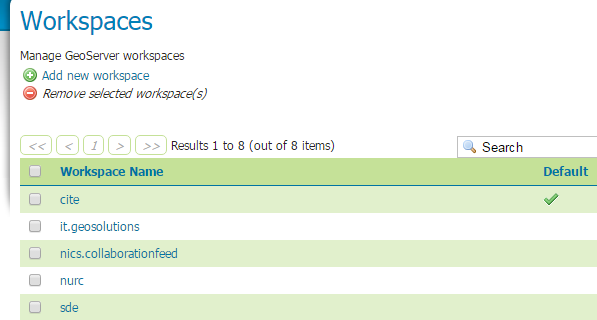 Workspaces
Manage GeoServer workspaces
Add new workspace
Remove selected workspace(s)
<< < 1 > >> Results 1 to 8 (out of 8 items) Search
Workspace Name Default
cite
it.geosolutions
nics.collaborationfeed
nurc
sde